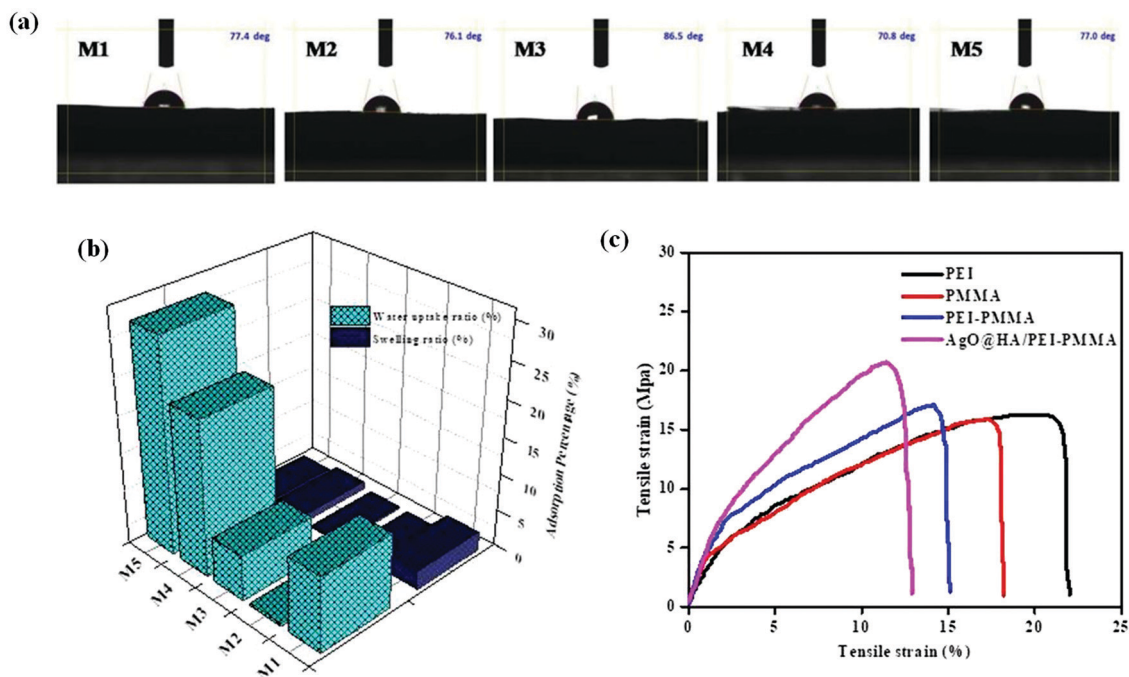 (a)
M1
77.4 deg
M2
76.1 deg
M3
86.5 deg
M4
70.8 deg
M5
77.0 deg
(b)
Water uptake ratio (%)
Swelling ratio (%)
30
25
20
15
10
5
0
Adsorption Percentage (%)
M5
M4
M3
M2
M1
(c)
30
25
20
15
10
5
0
Tensile strain (Mpa)
PEI
PMMA
PEI-PMMA
AgO@HA/PEI-PMMA
0 5 10 15 20 25
Tensile strain (%)